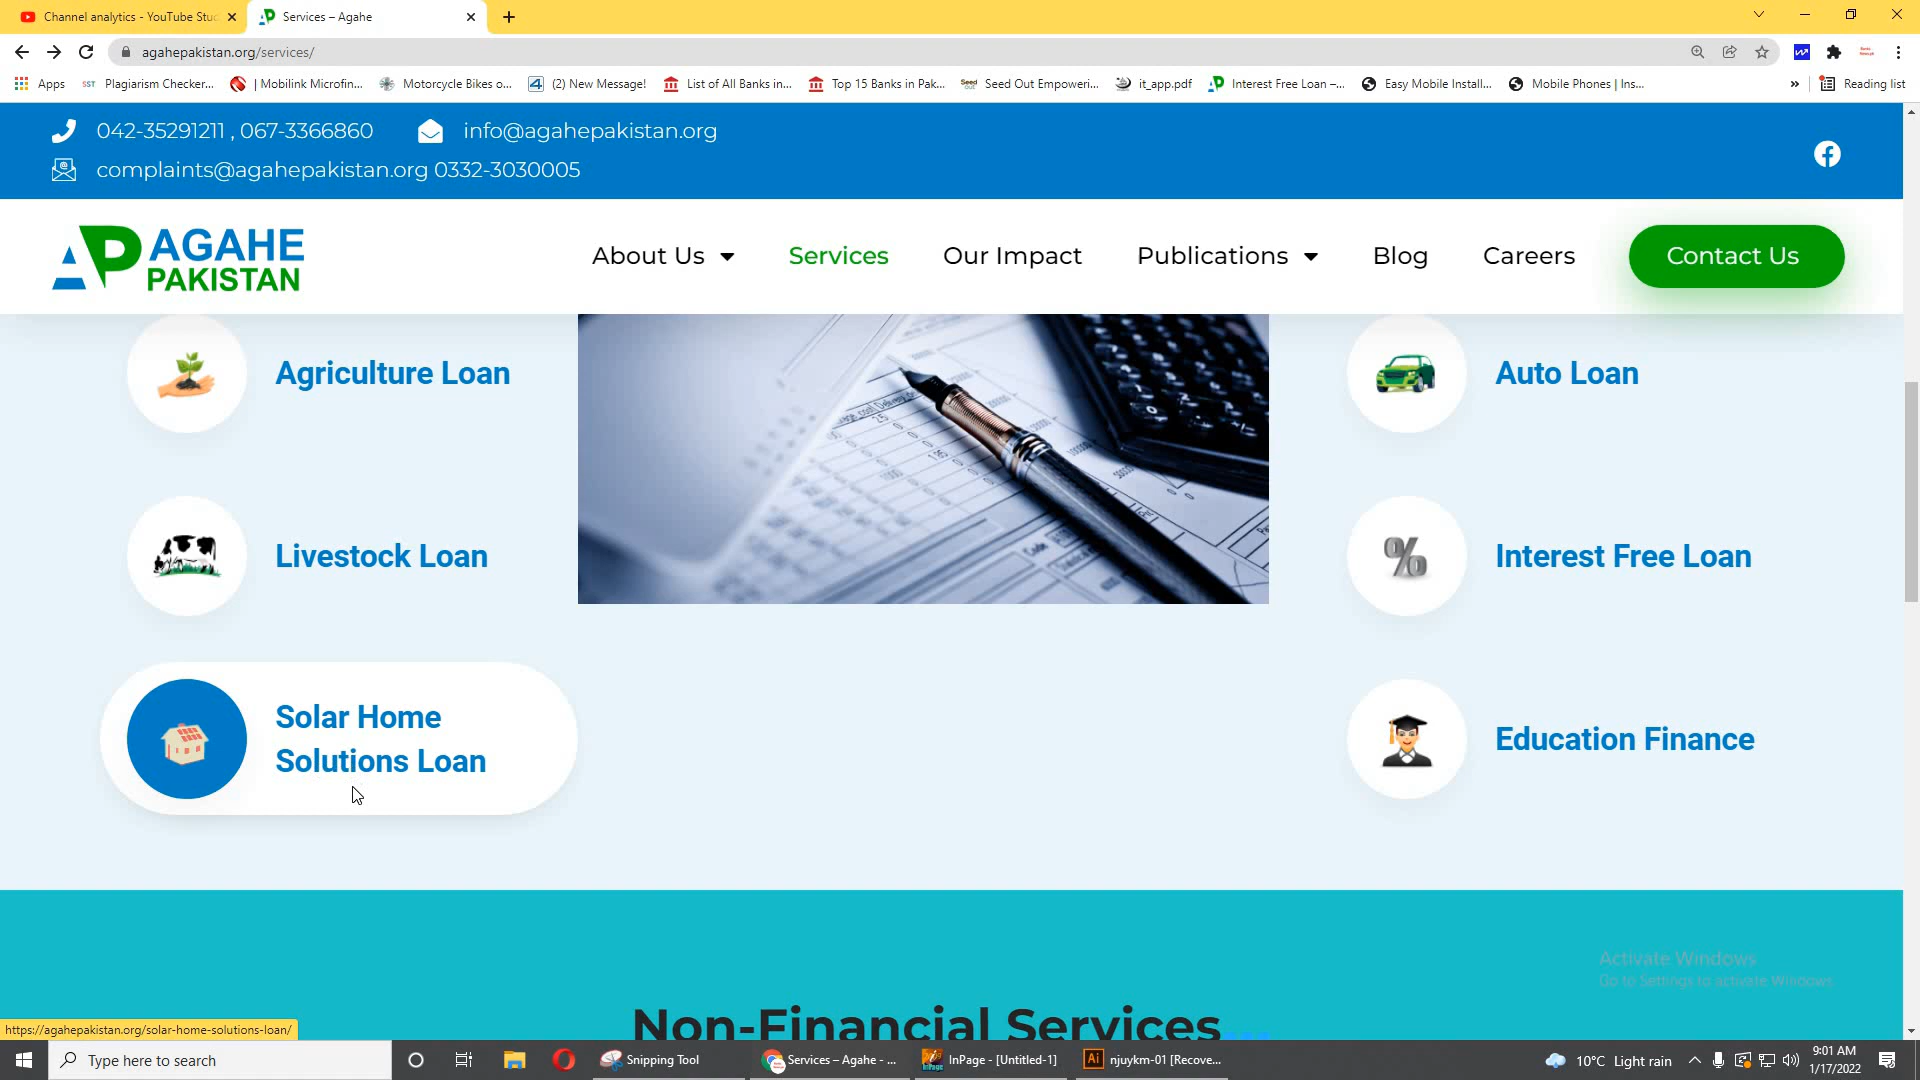 Channel analytics - YouTube Stu
Services – Agahe
agahepakistan.org/services/
Apps
SST Plagiarism Checker...
| Mobilink Microfin...
Motorcycle Bikes o...
(2) New Message!
List of All Banks in...
Top 15 Banks in Pak...
Seed Out Empoweri...
it_app.pdf
Interest Free Loan –...
Easy Mobile Install...
Mobile Phones | Ins...
»
Reading list
042-35291211 , 067-3366860
info@agahepakistan.org
complaints@agahepakistan.org 0332-3030005
AGAHE
PAKISTAN
About Us
Services
Our Impact
Publications
Blog
Careers
Contact Us
Agriculture Loan
Auto Loan
Livestock Loan
Interest Free Loan
Solar Home
Solutions Loan
Education Finance
Activate Windows
Go to Settings to activate Windows.
Non-Financial Services...
https://agahepakistan.org/solar-home-solutions-loan/
Type here to search
Snipping Tool
Services – Agahe - ...
InPage - [Untitled-1]
Ai njuykm-01 [Recove...
10°C Light rain
9:01 AM
1/17/2022